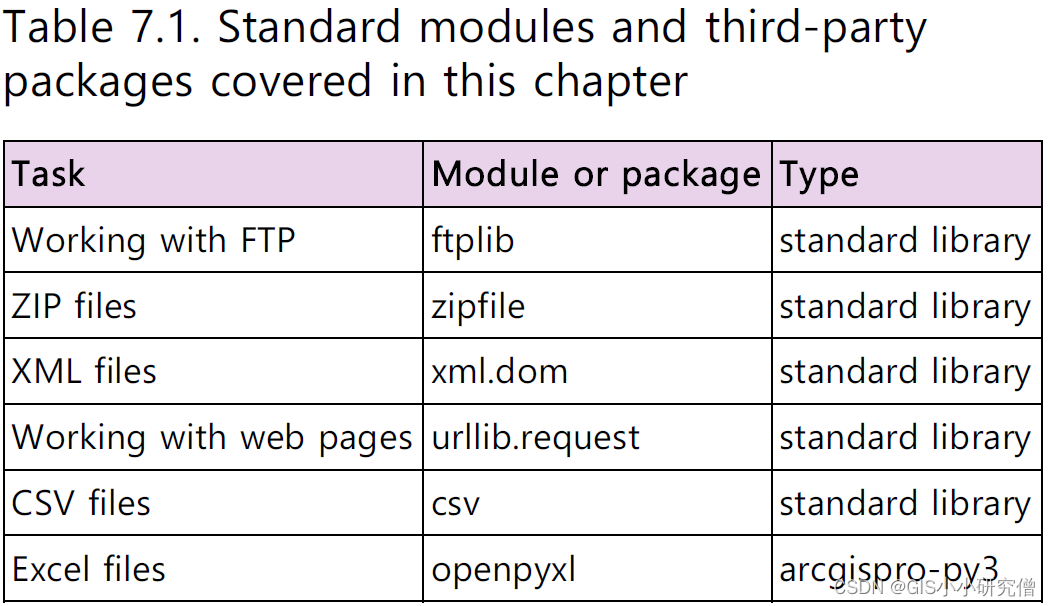 Table 7.1. Standard modules and third-party
packages covered in this chapter
Task Module or package Type
Working with FTP ftplib standard library
ZIP files zipfile standard library
XML files xml.dom standard library
Working with web pages urllib.request standard library
CSV files csv standard library
Excel files openpyxl arcgispro-py3
CSDN @GIS小小研究僧